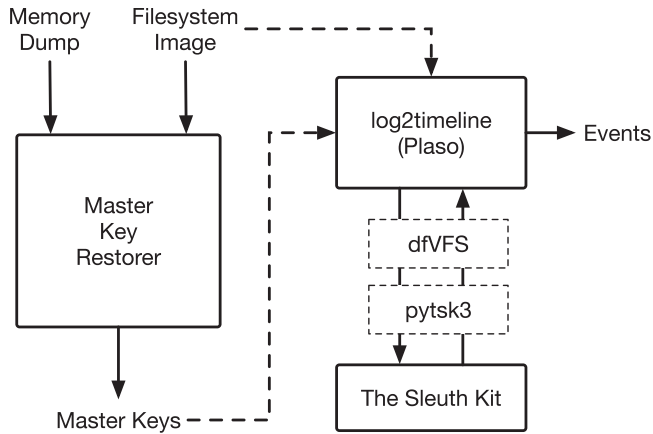 Memory
Dump
Filesystem
Image
log2timeline
(Plaso)
Events
Master
Key
Restorer
dfVFS
pytsk3
The Sleuth Kit
Master Keys